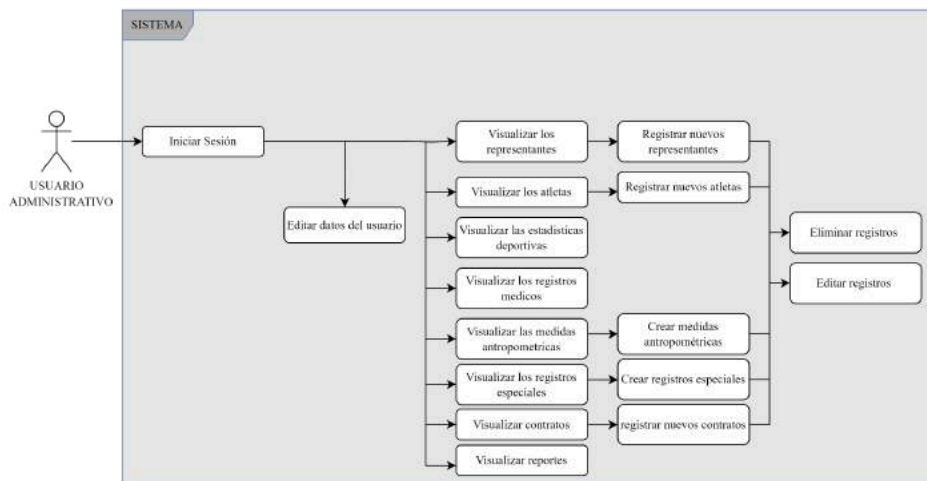 SISTEMA
USUARIO
ADMINISTRATIVO
Iniciar Sesión
Editar datos del usuario
Visualizar los
representantes
Registrar nuevos
representantes
Visualizar los atletas
Registrar nuevos atletas
Visualizar las estadisticas
deportivas
Visualizar los registros
medicos
Visualizar las medidas
antropometricas
Crear medidas
antropométricas
Visualizar los registros
especiales
Crear registros especiales
Visualizar contratos
registrar nuevos contratos
Visualizar reportes
Eliminar registros
Editar registros